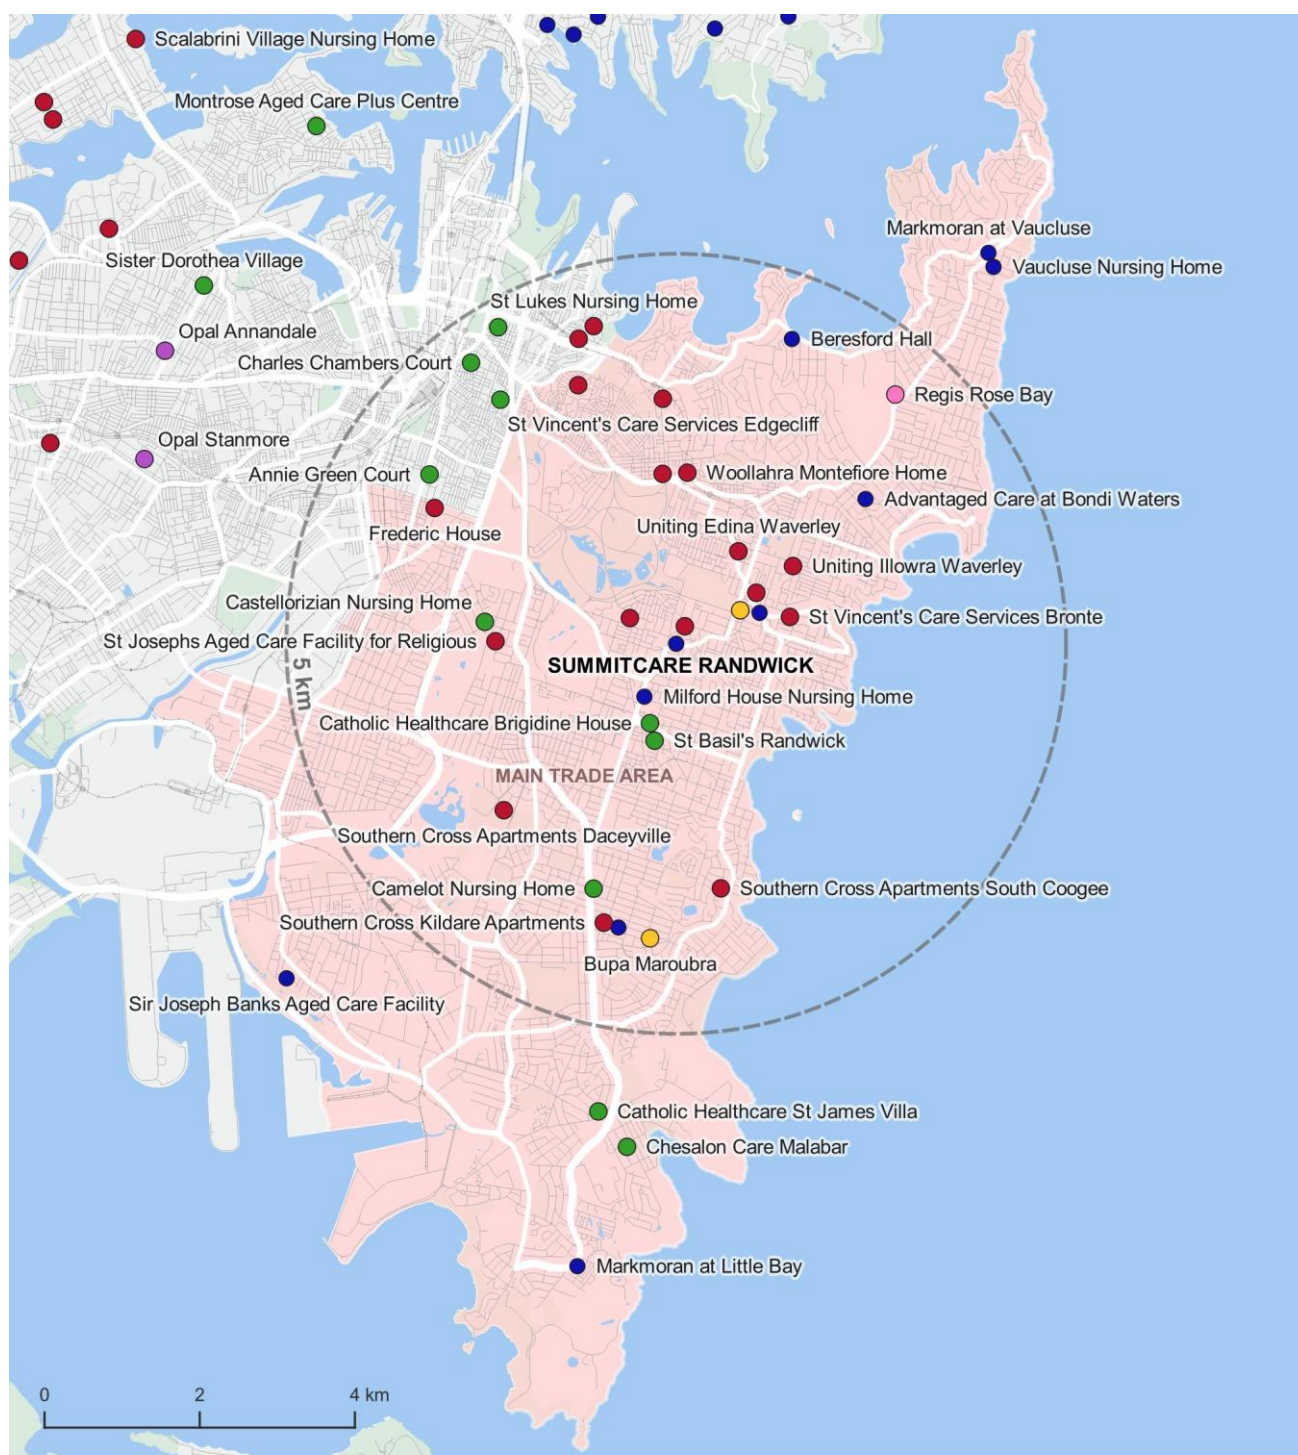 Scalabrini Village Nursing Home
Montrose Aged Care Plus Centre
Markmoran at Vaucluse
Sister Dorothea Village
Vaucluse Nursing Home
St Lukes Nursing Home
Opal Annandale
Beresford Hall
Charles Chambers Court
Regis Rose Bay
St Vincent's Care Services Edgecliff
Opal Stanmore
Annie Green Court
Woollahra Montefiore Home
Advantaged Care at Bondi Waters
Frederic House
Uniting Edina Waverley
Uniting Illowra Waverley
Castellorizian Nursing Home
St Vincent's Care Services Bronte
St Josephs Aged Care Facility for Religious
SUMMITCARE RANDWICK
5 km
Milford House Nursing Home
Catholic Healthcare Brigidine House
St Basil's Randwick
MAIN TRADE AREA
Southern Cross Apartments Daceyville
Camelot Nursing Home
Southern Cross Apartments South Coogee
Southern Cross Kildare Apartments
Bupa Maroubra
Sir Joseph Banks Aged Care Facility
Catholic Healthcare St James Villa
Chesalon Care Malabar
Markmoran at Little Bay
0 2 4 km